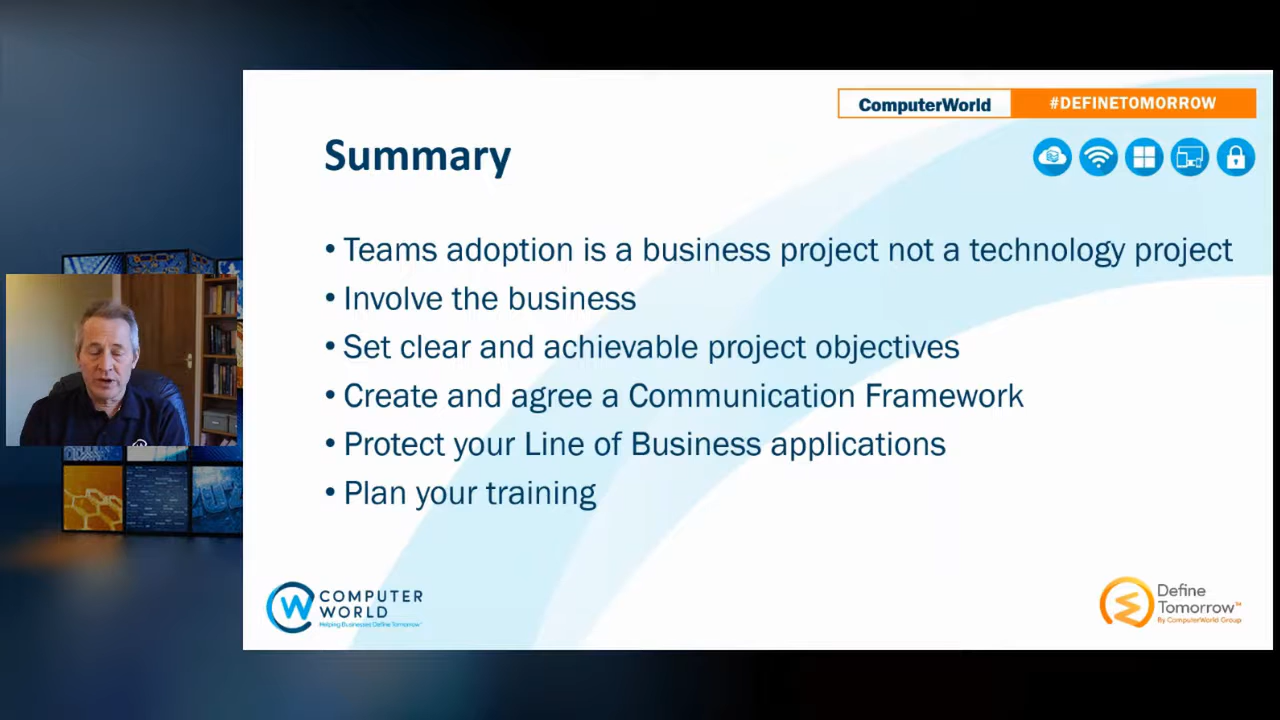 ComputerWorld
#DEFINETOMORROW
Summary
• Teams adoption is a business project not a technology project
• Involve the business
• Set clear and achievable project objectives
• Create and agree a Communication Framework
• Protect your Line of Business applications
• Plan your training
COMPUTER
WORLD
Helping Businesses Define Tomorrow™
Define
Tomorrow™
By ComputerWorld Group